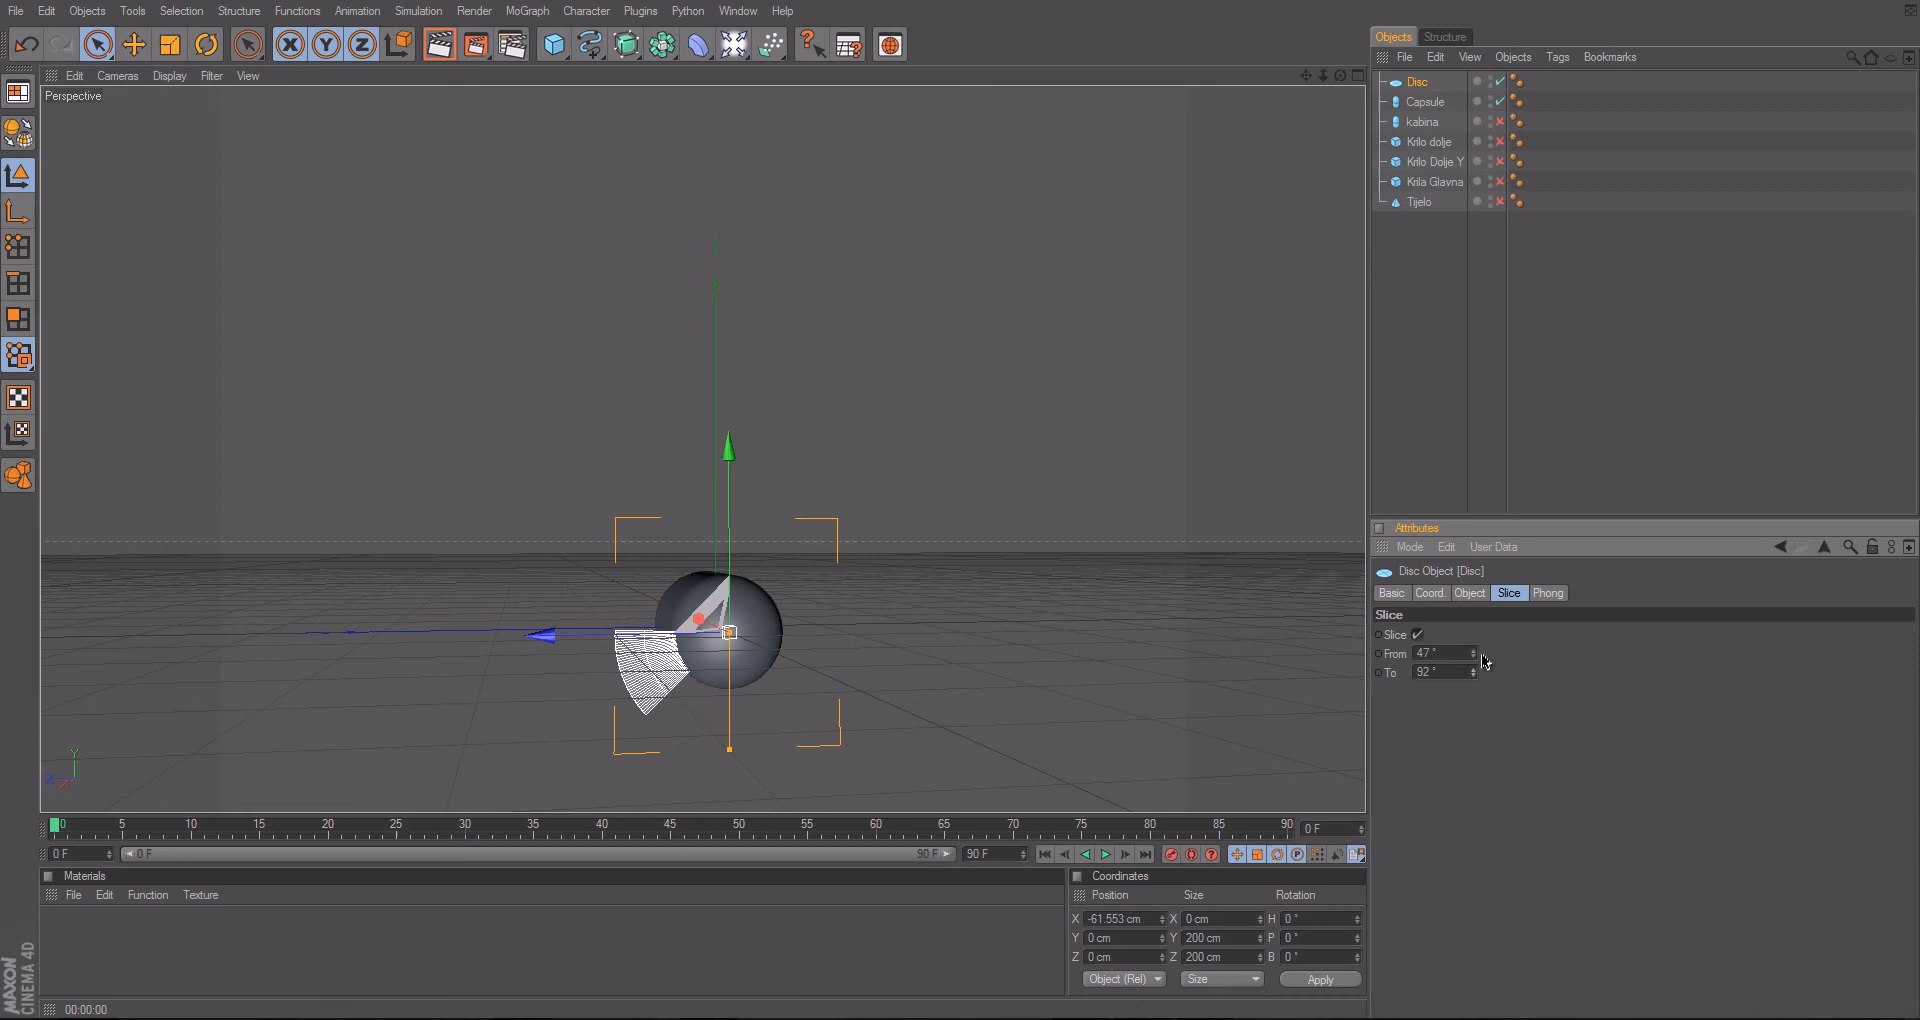 File Edit Objects Tools Selection Structure Functions Animation Simulation Render MoGraph Character Plugins Python Window Help
Edit Cameras Display Filter View
Perspective
Y
Z
X
0 5 10 15 20 25 30 35 40 45 50 55 60 65 70 75 80 85 90 0 F
0 F 0 F 90 F 90 F
Materials
File Edit Function Texture
Coordinates
Position Size Rotation
X -61.553 cm X 0 cm H 0 °
Y 0 cm Y 200 cm P 0 °
Z 0 cm Z 200 cm B 0 °
Object (Rel) Size Apply
MAXON
CINEMA 4D
00:00:00
Objects Structure
File Edit View Objects Tags Bookmarks
Disc
Capsule
kabina
Krilo dolje
Krilo Dolje Y
Krila Glavna
Tijelo
Attributes
Mode Edit User Data
Disc Object [Disc]
Basic Coord. Object Slice Phong
Slice
Slice
From 47 °
To 92 °